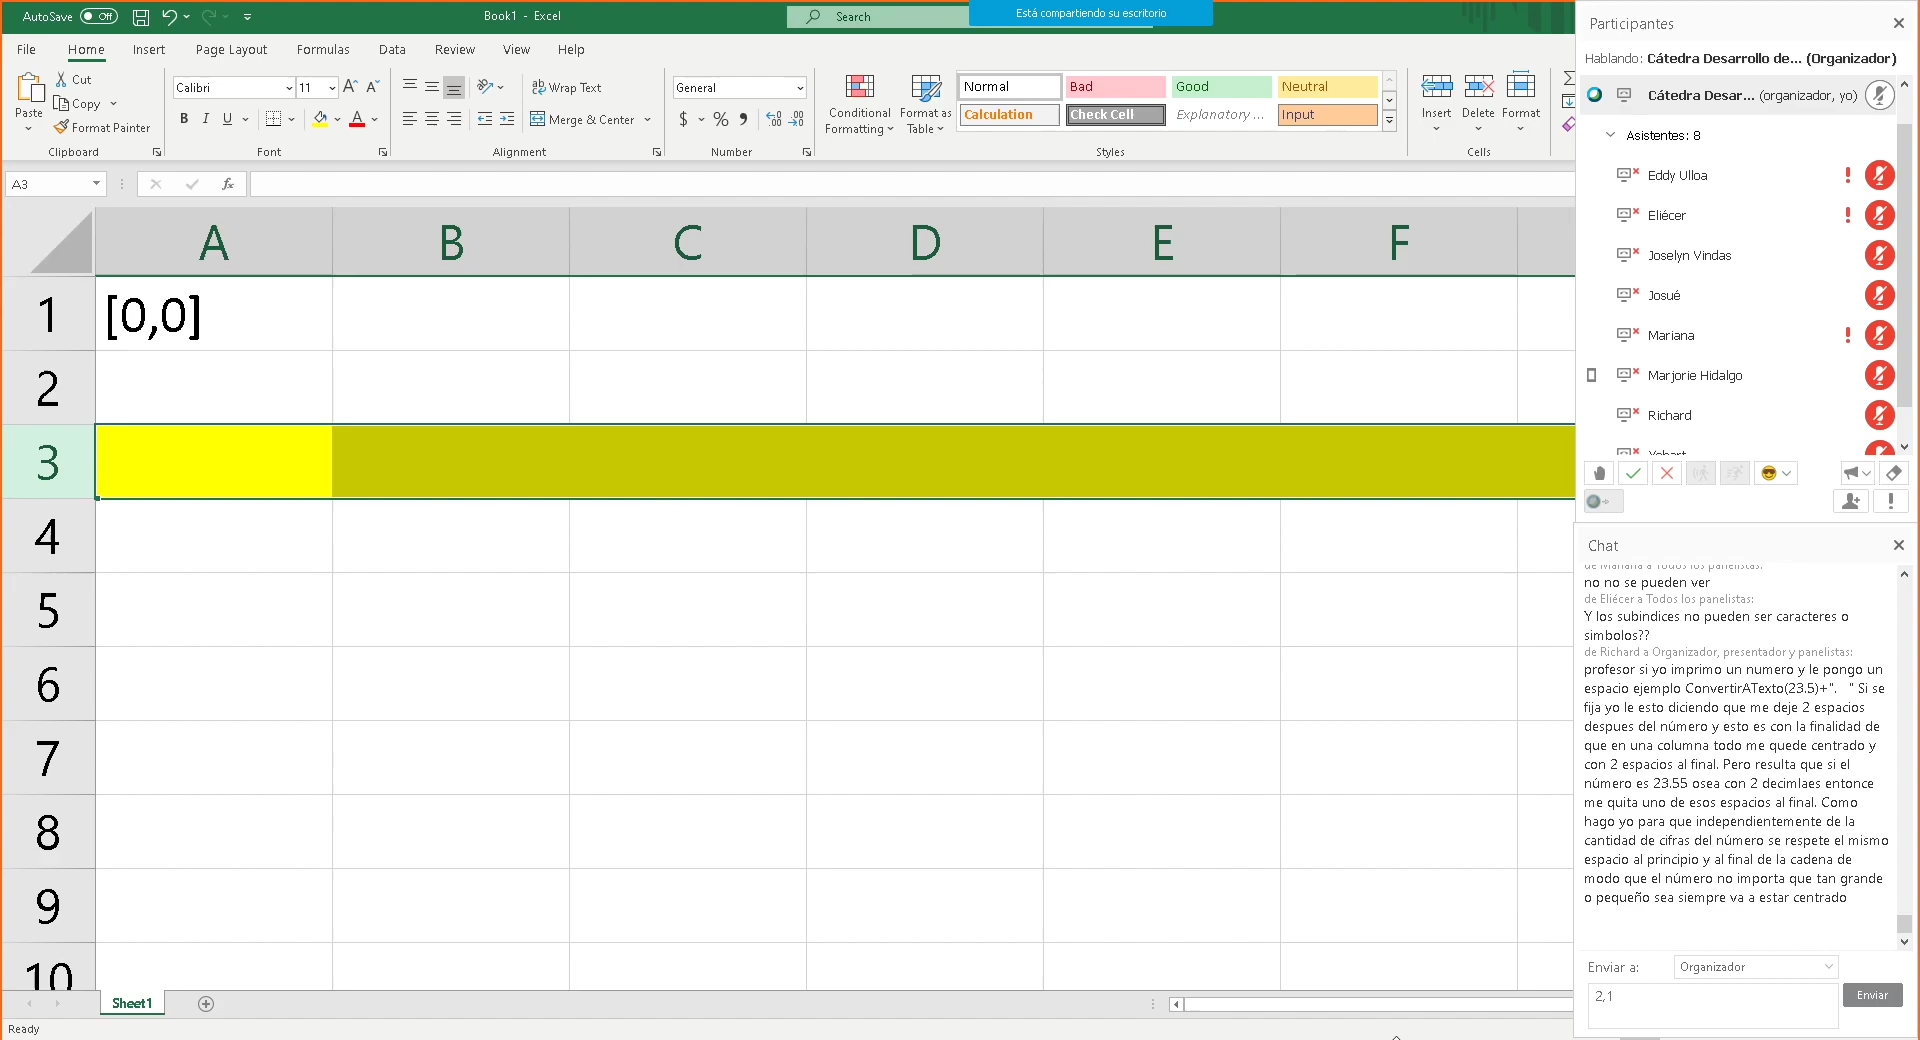 AutoSave Off
Book1 - Excel
Search
Está compartiendo su escritorio
File Home Insert Page Layout Formulas Data Review View Help
Paste
Cut
Copy
Format Painter
Clipboard
Calibri 11
B I U
Font
Wrap Text
Merge & Center
Alignment
General
$ % 9
Number
Conditional Formatting
Format as Table
Normal Bad Good Neutral
Calculation Check Cell Explanatory ... Input
Styles
Insert Delete Format
Cells
A3
fx
A B C D E F
1 [0,0]
2
3
4
5
6
7
8
9
10
Sheet1
Ready
Participantes
Hablando: Cátedra Desarrollo de... (Organizador)
Cátedra Desar... (organizador, yo)
Asistentes: 8
Eddy Ulloa
Eliécer
Joselyn Vindas
Josué
Mariana
Marjorie Hidalgo
Richard
Chat
de Mariana a Todos los panelistas:
no no se pueden ver
de Eliécer a Todos los panelistas:
Y los subindices no pueden ser caracteres o
simbolos??
de Richard a Organizador, presentador y panelistas:
profesor si yo imprimo un numero y le pongo un
espacio ejemplo ConvertirATexto(23.5)+".   " Si se
fija yo le esto diciendo que me deje 2 espacios
despues del número y esto es con la finalidad de
que en una columna todo me quede centrado y
con 2 espacios al final. Pero resulta que si el
número es 23.55 osea con 2 decimlaes entonce
me quita uno de esos espacios al final. Como
hago yo para que independientemente de la
cantidad de cifras del número se respete el mismo
espacio al principio y al final de la cadena de
modo que el número no importa que tan grande
o pequeño sea siempre va a estar centrado
Enviar a: Organizador
2,1
Enviar